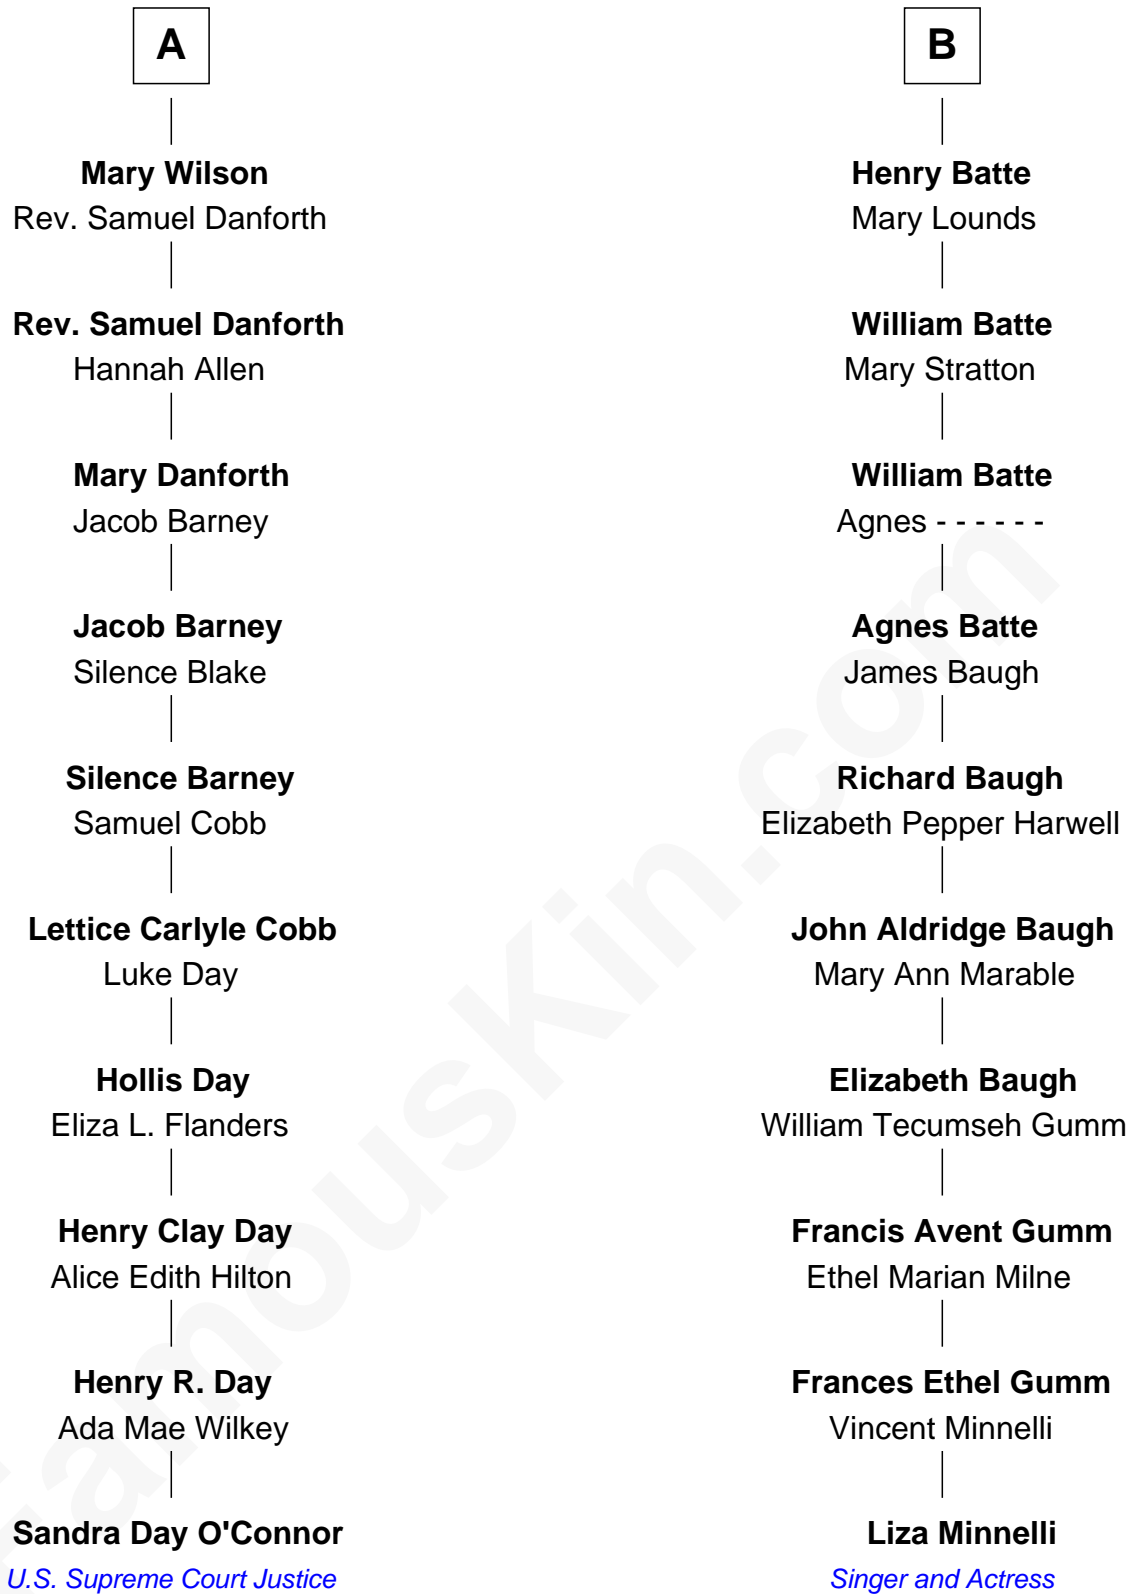 A
Mary Wilson
Rev. Samuel Danforth
Rev. Samuel Danforth
Hannah Allen
Mary Danforth
Jacob Barney
Jacob Barney
Silence Blake
Silence Barney
Samuel Cobb
Lettice Carlyle Cobb
Luke Day
Hollis Day
Eliza L. Flanders
Henry Clay Day
Alice Edith Hilton
Henry R. Day
Ada Mae Wilkey
Sandra Day O'Connor
U.S. Supreme Court Justice
B
Henry Batte
Mary Lounds
William Batte
Mary Stratton
William Batte
Agnes - - - - - -
Agnes Batte
James Baugh
Richard Baugh
Elizabeth Pepper Harwell
John Aldridge Baugh
Mary Ann Marable
Elizabeth Baugh
William Tecumseh Gumm
Francis Avent Gumm
Ethel Marian Milne
Frances Ethel Gumm
Vincent Minnelli
Liza Minnelli
Singer and Actress
FamousKin.com